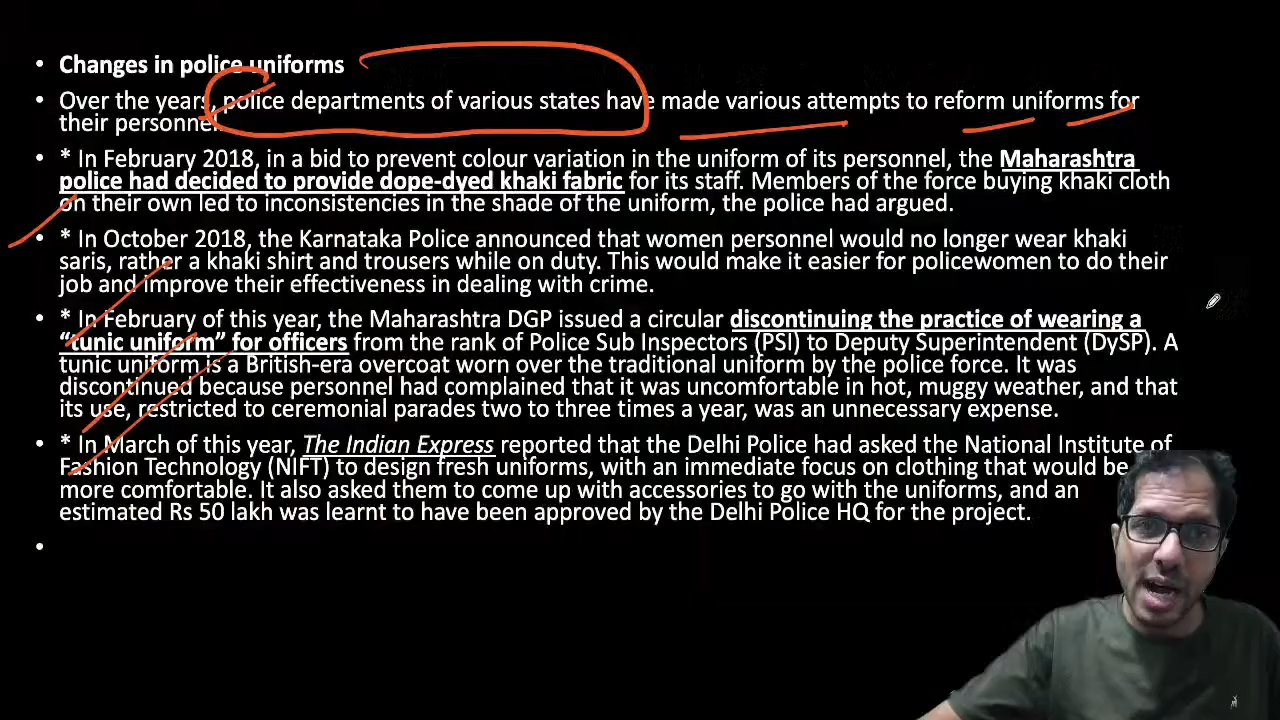 • Changes in police uniforms
• Over the years, police departments of various states have made various attempts to reform uniforms for
their personnel.
• * In February 2018, in a bid to prevent colour variation in the uniform of its personnel, the Maharashtra
police had decided to provide dope-dyed khaki fabric for its staff. Members of the force buying khaki cloth
on their own led to inconsistencies in the shade of the uniform, the police had argued.
• * In October 2018, the Karnataka Police announced that women personnel would no longer wear khaki
saris, rather a khaki shirt and trousers while on duty. This would make it easier for policewomen to do their
job and improve their effectiveness in dealing with crime.
• * In February of this year, the Maharashtra DGP issued a circular discontinuing the practice of wearing a
“tunic uniform” for officers from the rank of Police Sub Inspectors (PSI) to Deputy Superintendent (DySP). A
tunic uniform is a British-era overcoat worn over the traditional uniform by the police force. It was
discontinued because personnel had complained that it was uncomfortable in hot, muggy weather, and that
its use, restricted to ceremonial parades two to three times a year, was an unnecessary expense.
• * In March of this year, The Indian Express reported that the Delhi Police had asked the National Institute of
Fashion Technology (NIFT) to design fresh uniforms, with an immediate focus on clothing that would be
more comfortable. It also asked them to come up with accessories to go with the uniforms, and an
estimated Rs 50 lakh was learnt to have been approved by the Delhi Police HQ for the project.
•